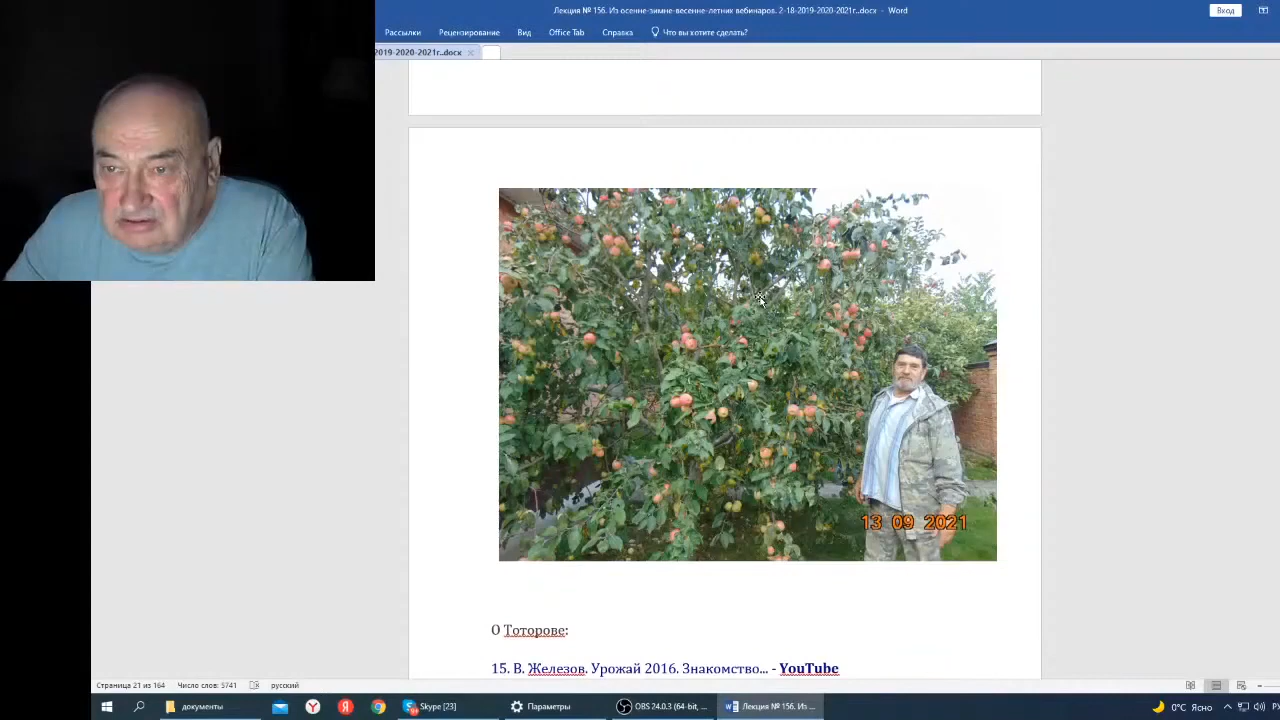 Лекция № 156. Из осенне-зимне-весенне-летних вебинаров. 2-18-2019-2020-2021г..docx - Word
Вход
Рассылки Рецензирование Вид Office Tab Справка Что вы хотите сделать?
2019-2020-2021г..docx
13 09 2021
О Тоторове:
15. В. Железов. Урожай 2016. Знакомство... - YouTube
Страница 21 из 164 Число слов: 5741 русский
документы Skype [23] Параметры OBS 24.0.3 (64-bit, ... Лекция № 156. Из ... 0°C Ясно